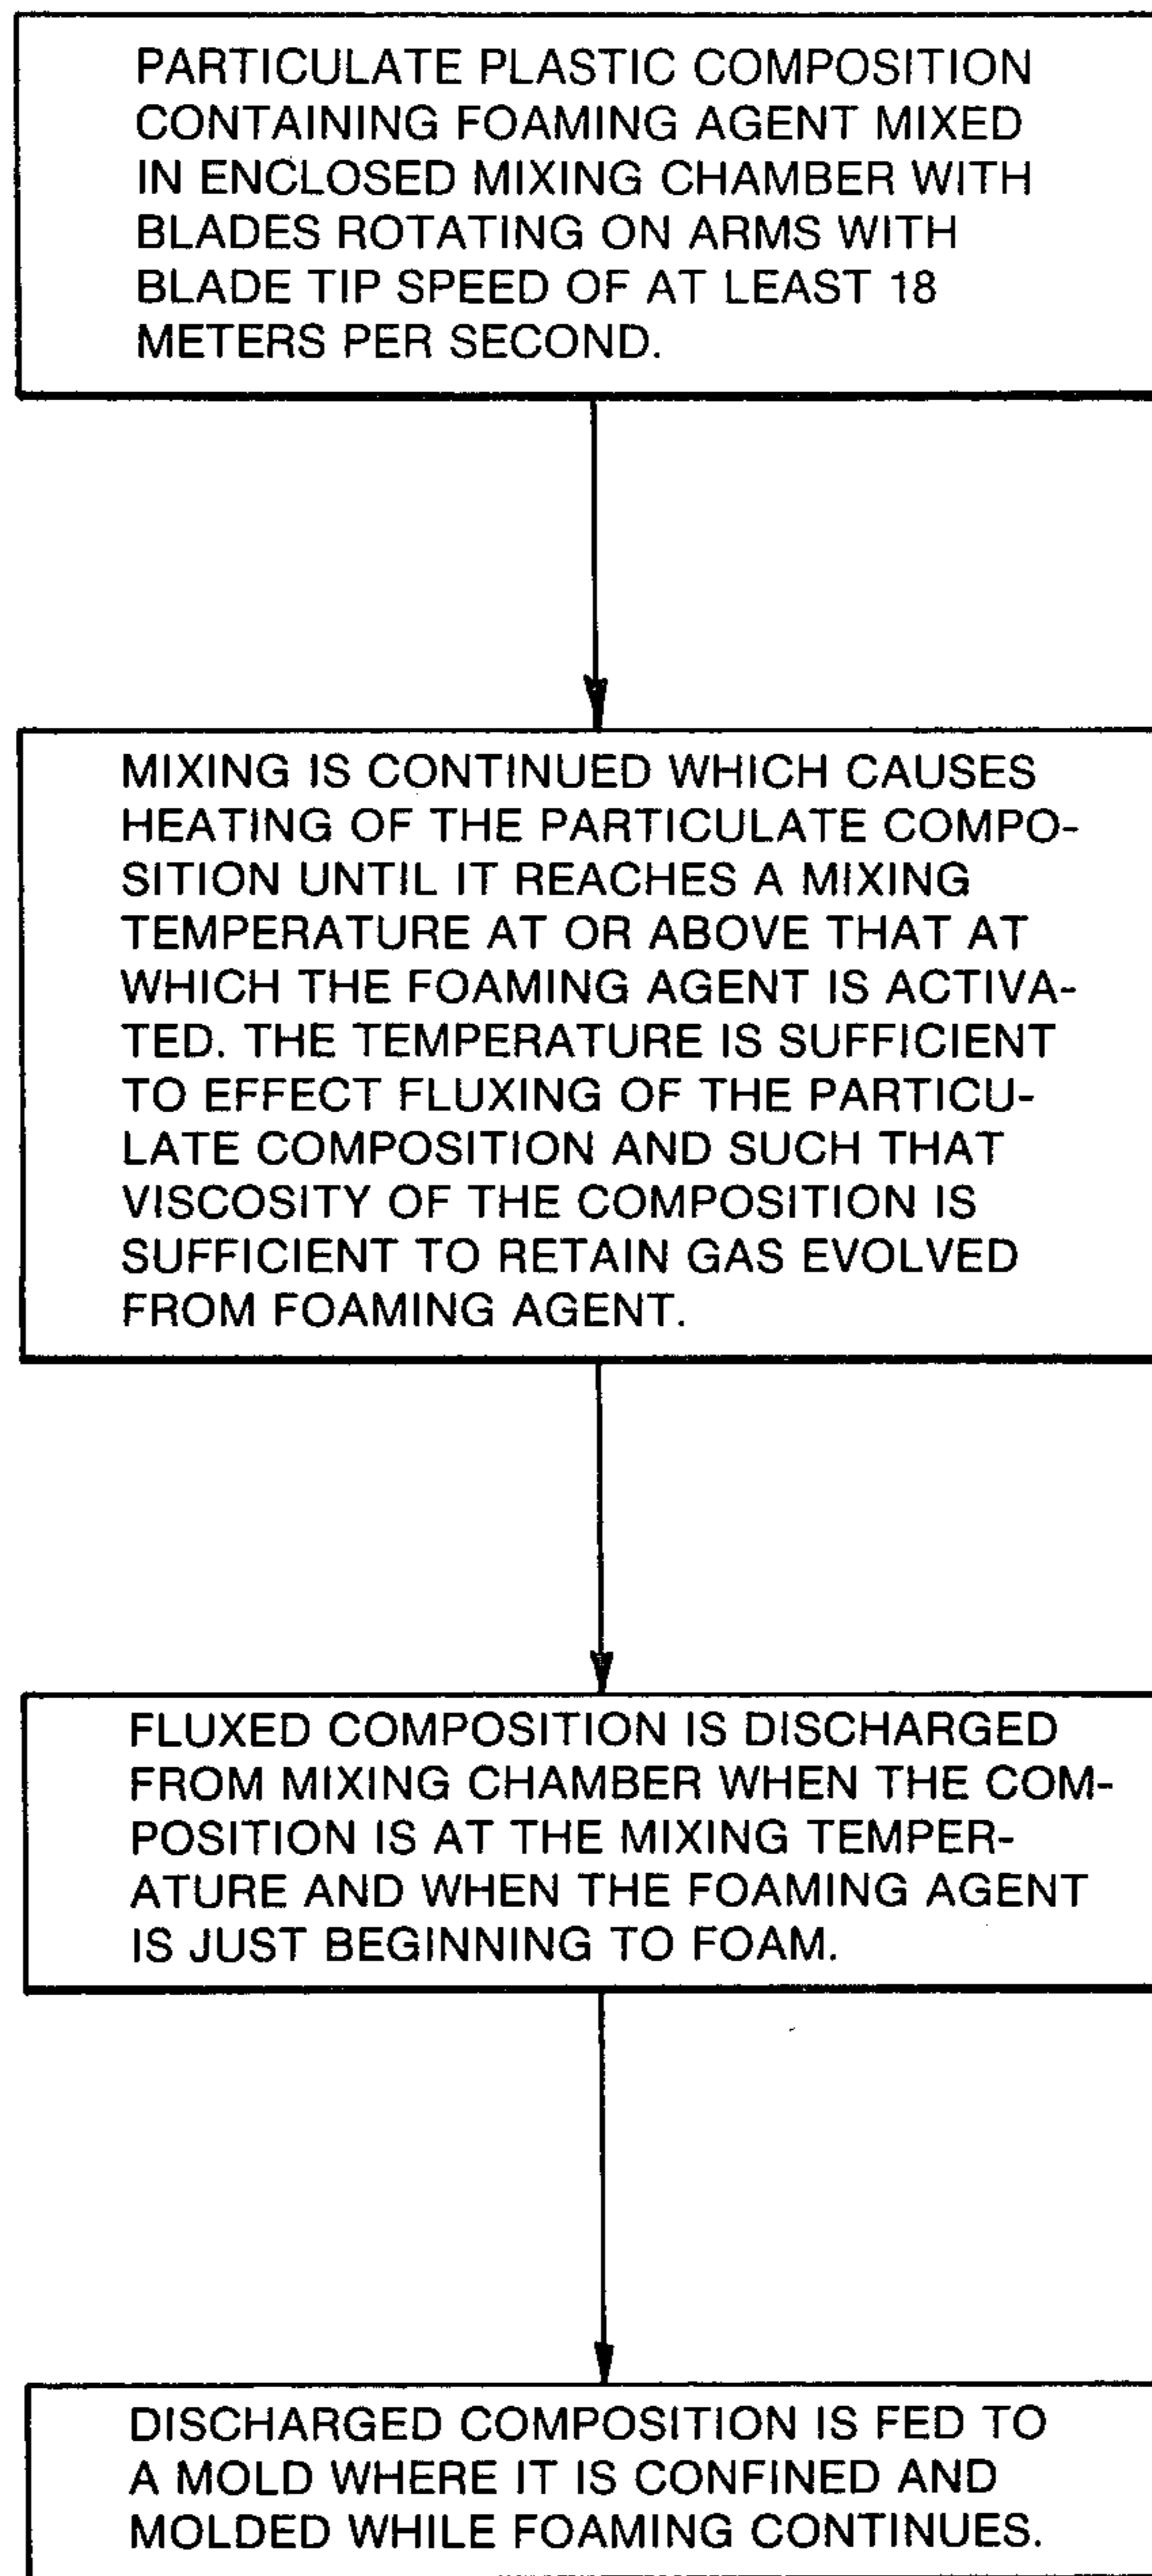 PARTICULATE PLASTIC COMPOSITION
CONTAINING FOAMING AGENT MIXED
IN ENCLOSED MIXING CHAMBER WITH
BLADES ROTATING ON ARMS WITH
BLADE TIP SPEED OF AT LEAST 18
METERS PER SECOND.
MIXING IS CONTINUED WHICH CAUSES
HEATING OF THE PARTICULATE COMPO-
SITION UNTIL IT REACHES A MIXING
TEMPERATURE AT OR ABOVE THAT AT
WHICH THE FOAMING AGENT IS ACTIVA-
TED. THE TEMPERATURE IS SUFFICIENT
TO EFFECT FLUXING OF THE PARTICU-
LATE COMPOSITION AND SUCH THAT
VISCOSITY OF THE COMPOSITION IS
SUFFICIENT TO RETAIN GAS EVOLVED
FROM FOAMING AGENT.
FLUXED COMPOSITION IS DISCHARGED
FROM MIXING CHAMBER WHEN THE COM-
POSITION IS AT THE MIXING TEMPER-
ATURE AND WHEN THE FOAMING AGENT
IS JUST BEGINNING TO FOAM.
DISCHARGED COMPOSITION IS FED TO
A MOLD WHERE IT IS CONFINED AND
MOLDED WHILE FOAMING CONTINUES.